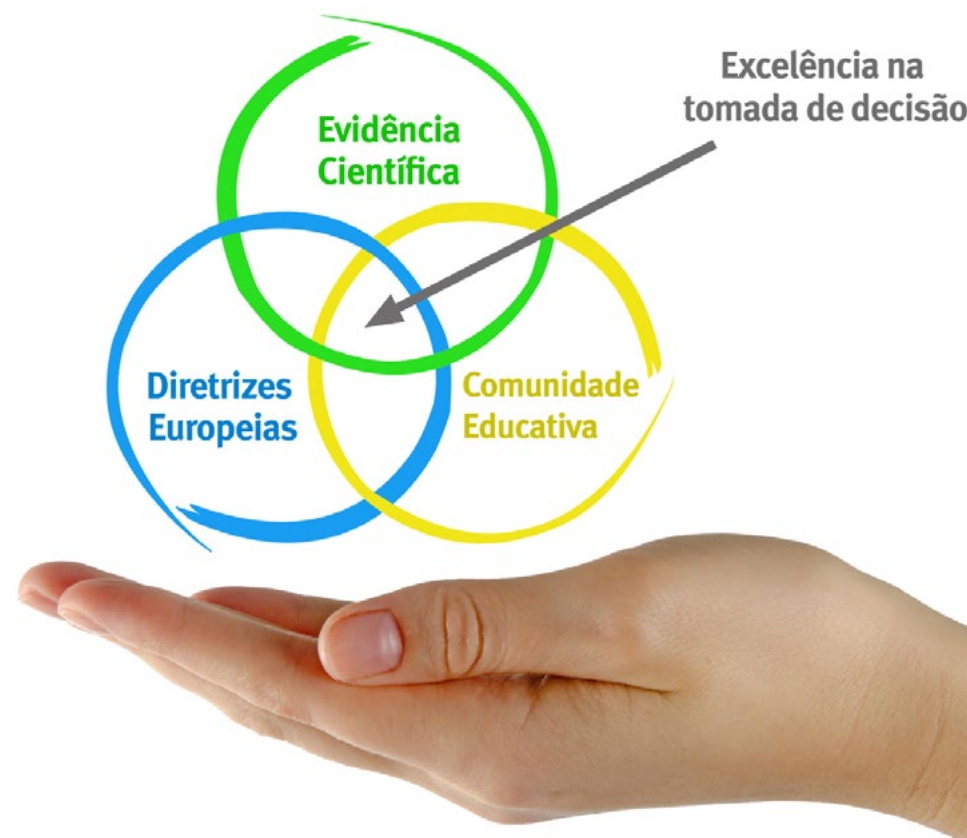 Excelência na
tomada de decisão
Evidência
Científica
Diretrizes
Europeias
Comunidade
Educativa